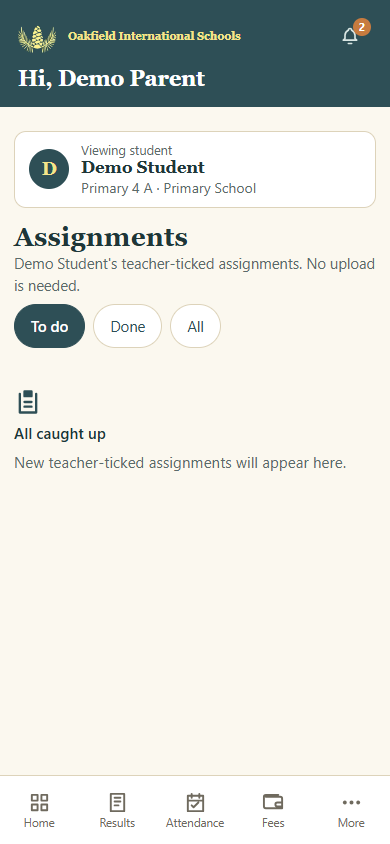 Oakfield International Schools
2
Hi, Demo Parent
D
Viewing student
Demo Student
Primary 4 A · Primary School
Assignments
Demo Student's teacher-ticked assignments. No upload
is needed.
To do
Done
All
All caught up
New teacher-ticked assignments will appear here.
Home
Results
Attendance
Fees
More